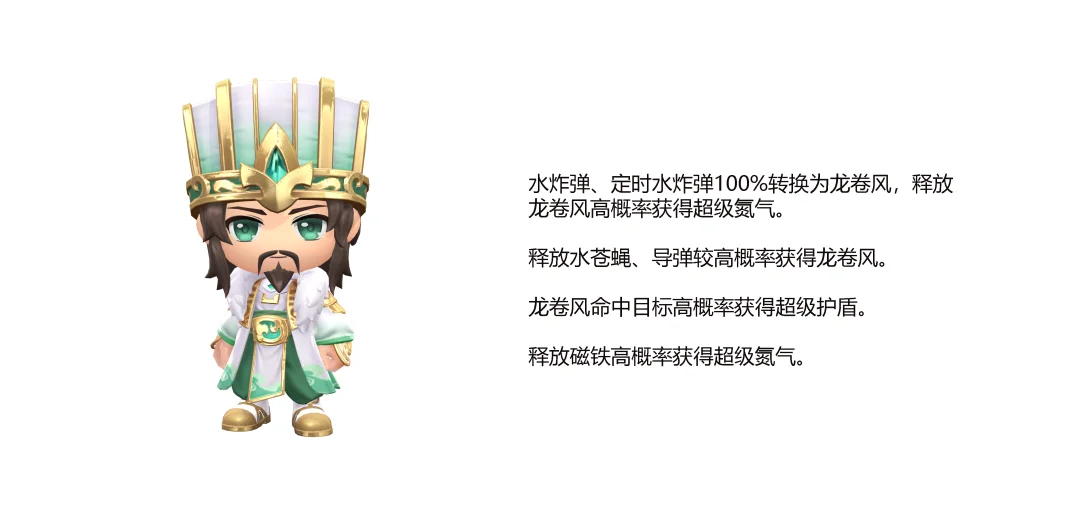 水炸弹、定时水炸弹100%转换为龙卷风，释放
龙卷风高概率获得超级氮气。
释放水苍蝇、导弹较高概率获得龙卷风。
龙卷风命中目标高概率获得超级护盾。
释放磁铁高概率获得超级氮气。